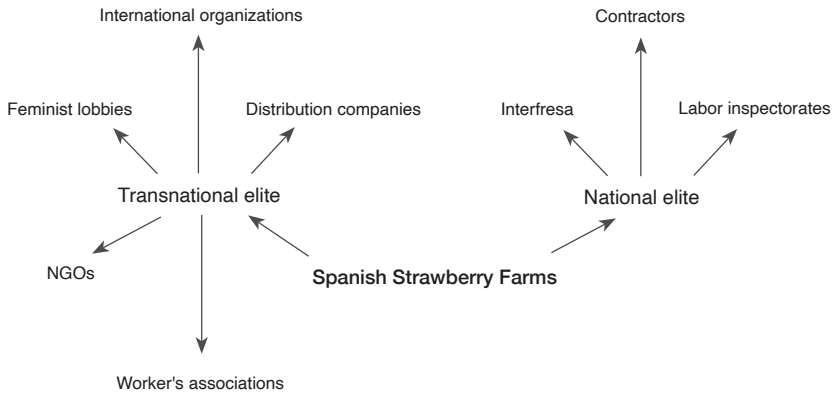 International organizations
Contractors
Feminist lobbies
Distribution companies
Interfresa
Labor inspectorates
Transnational elite
National elite
NGOs
Spanish Strawberry Farms
Worker's associations